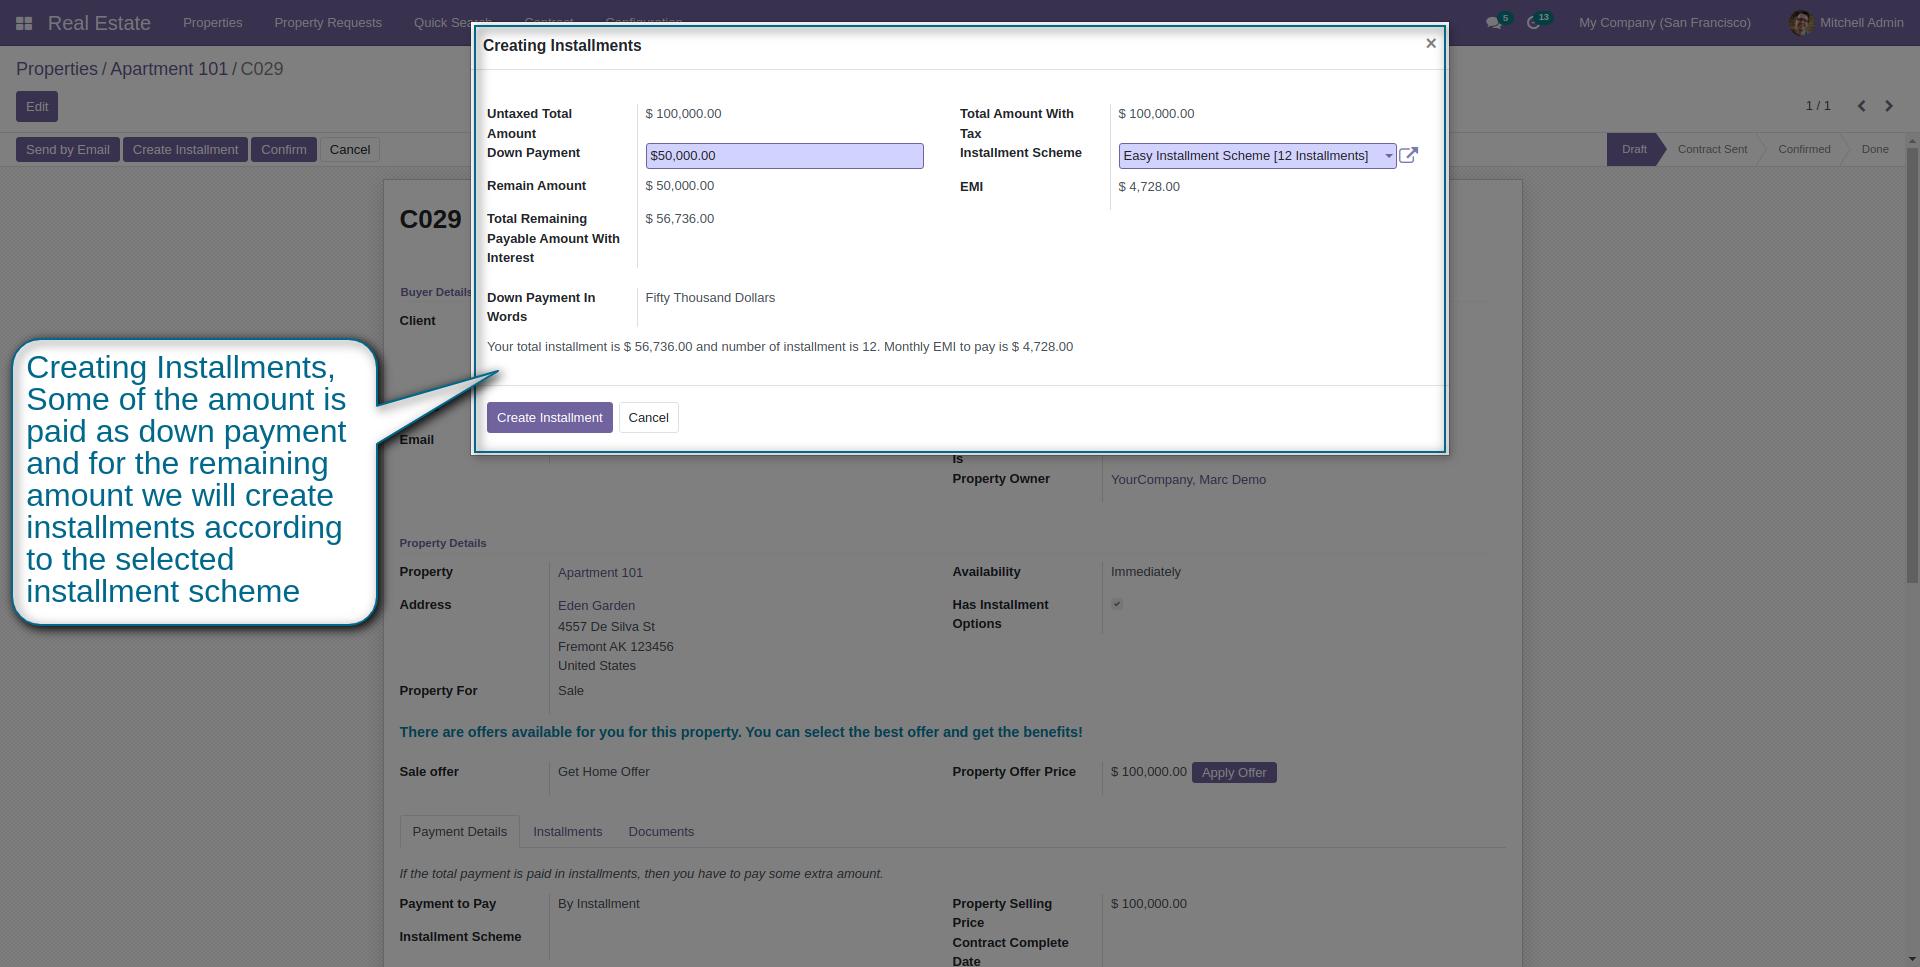 Real Estate
Properties
Property Requests
Quick Search
Contract
Configuration
5
13
My Company (San Francisco)
Mitchell Admin
Properties / Apartment 101 / C029
Edit
1 / 1
Send by Email
Create Installment
Confirm
Cancel
Draft
Contract Sent
Confirmed
Done
Creating Installments
×
Untaxed Total
Amount
$ 100,000.00
Total Amount With
Tax
$ 100,000.00
Down Payment
$50,000.00
Installment Scheme
Easy Installment Scheme [12 Installments]
Remain Amount
$ 50,000.00
EMI
$ 4,728.00
Total Remaining
Payable Amount With
Interest
$ 56,736.00
Down Payment In
Words
Fifty Thousand Dollars
Your total installment is $ 56,736.00 and number of installment is 12. Monthly EMI to pay is $ 4,728.00
Create Installment
Cancel
C029
Buyer Details
Client
Email
Is
Property Owner
YourCompany, Marc Demo
Creating Installments,
Some of the amount is
paid as down payment
and for the remaining
amount we will create
installments according
to the selected
installment scheme
Property Details
Property
Apartment 101
Availability
Immediately
Address
Eden Garden
4557 De Silva St
Fremont AK 123456
United States
Has Installment
Options
Property For
Sale
There are offers available for you for this property. You can select the best offer and get the benefits!
Sale offer
Get Home Offer
Property Offer Price
$ 100,000.00
Apply Offer
Payment Details
Installments
Documents
If the total payment is paid in installments, then you have to pay some extra amount.
Payment to Pay
By Installment
Property Selling
Price
$ 100,000.00
Installment Scheme
Contract Complete
Date